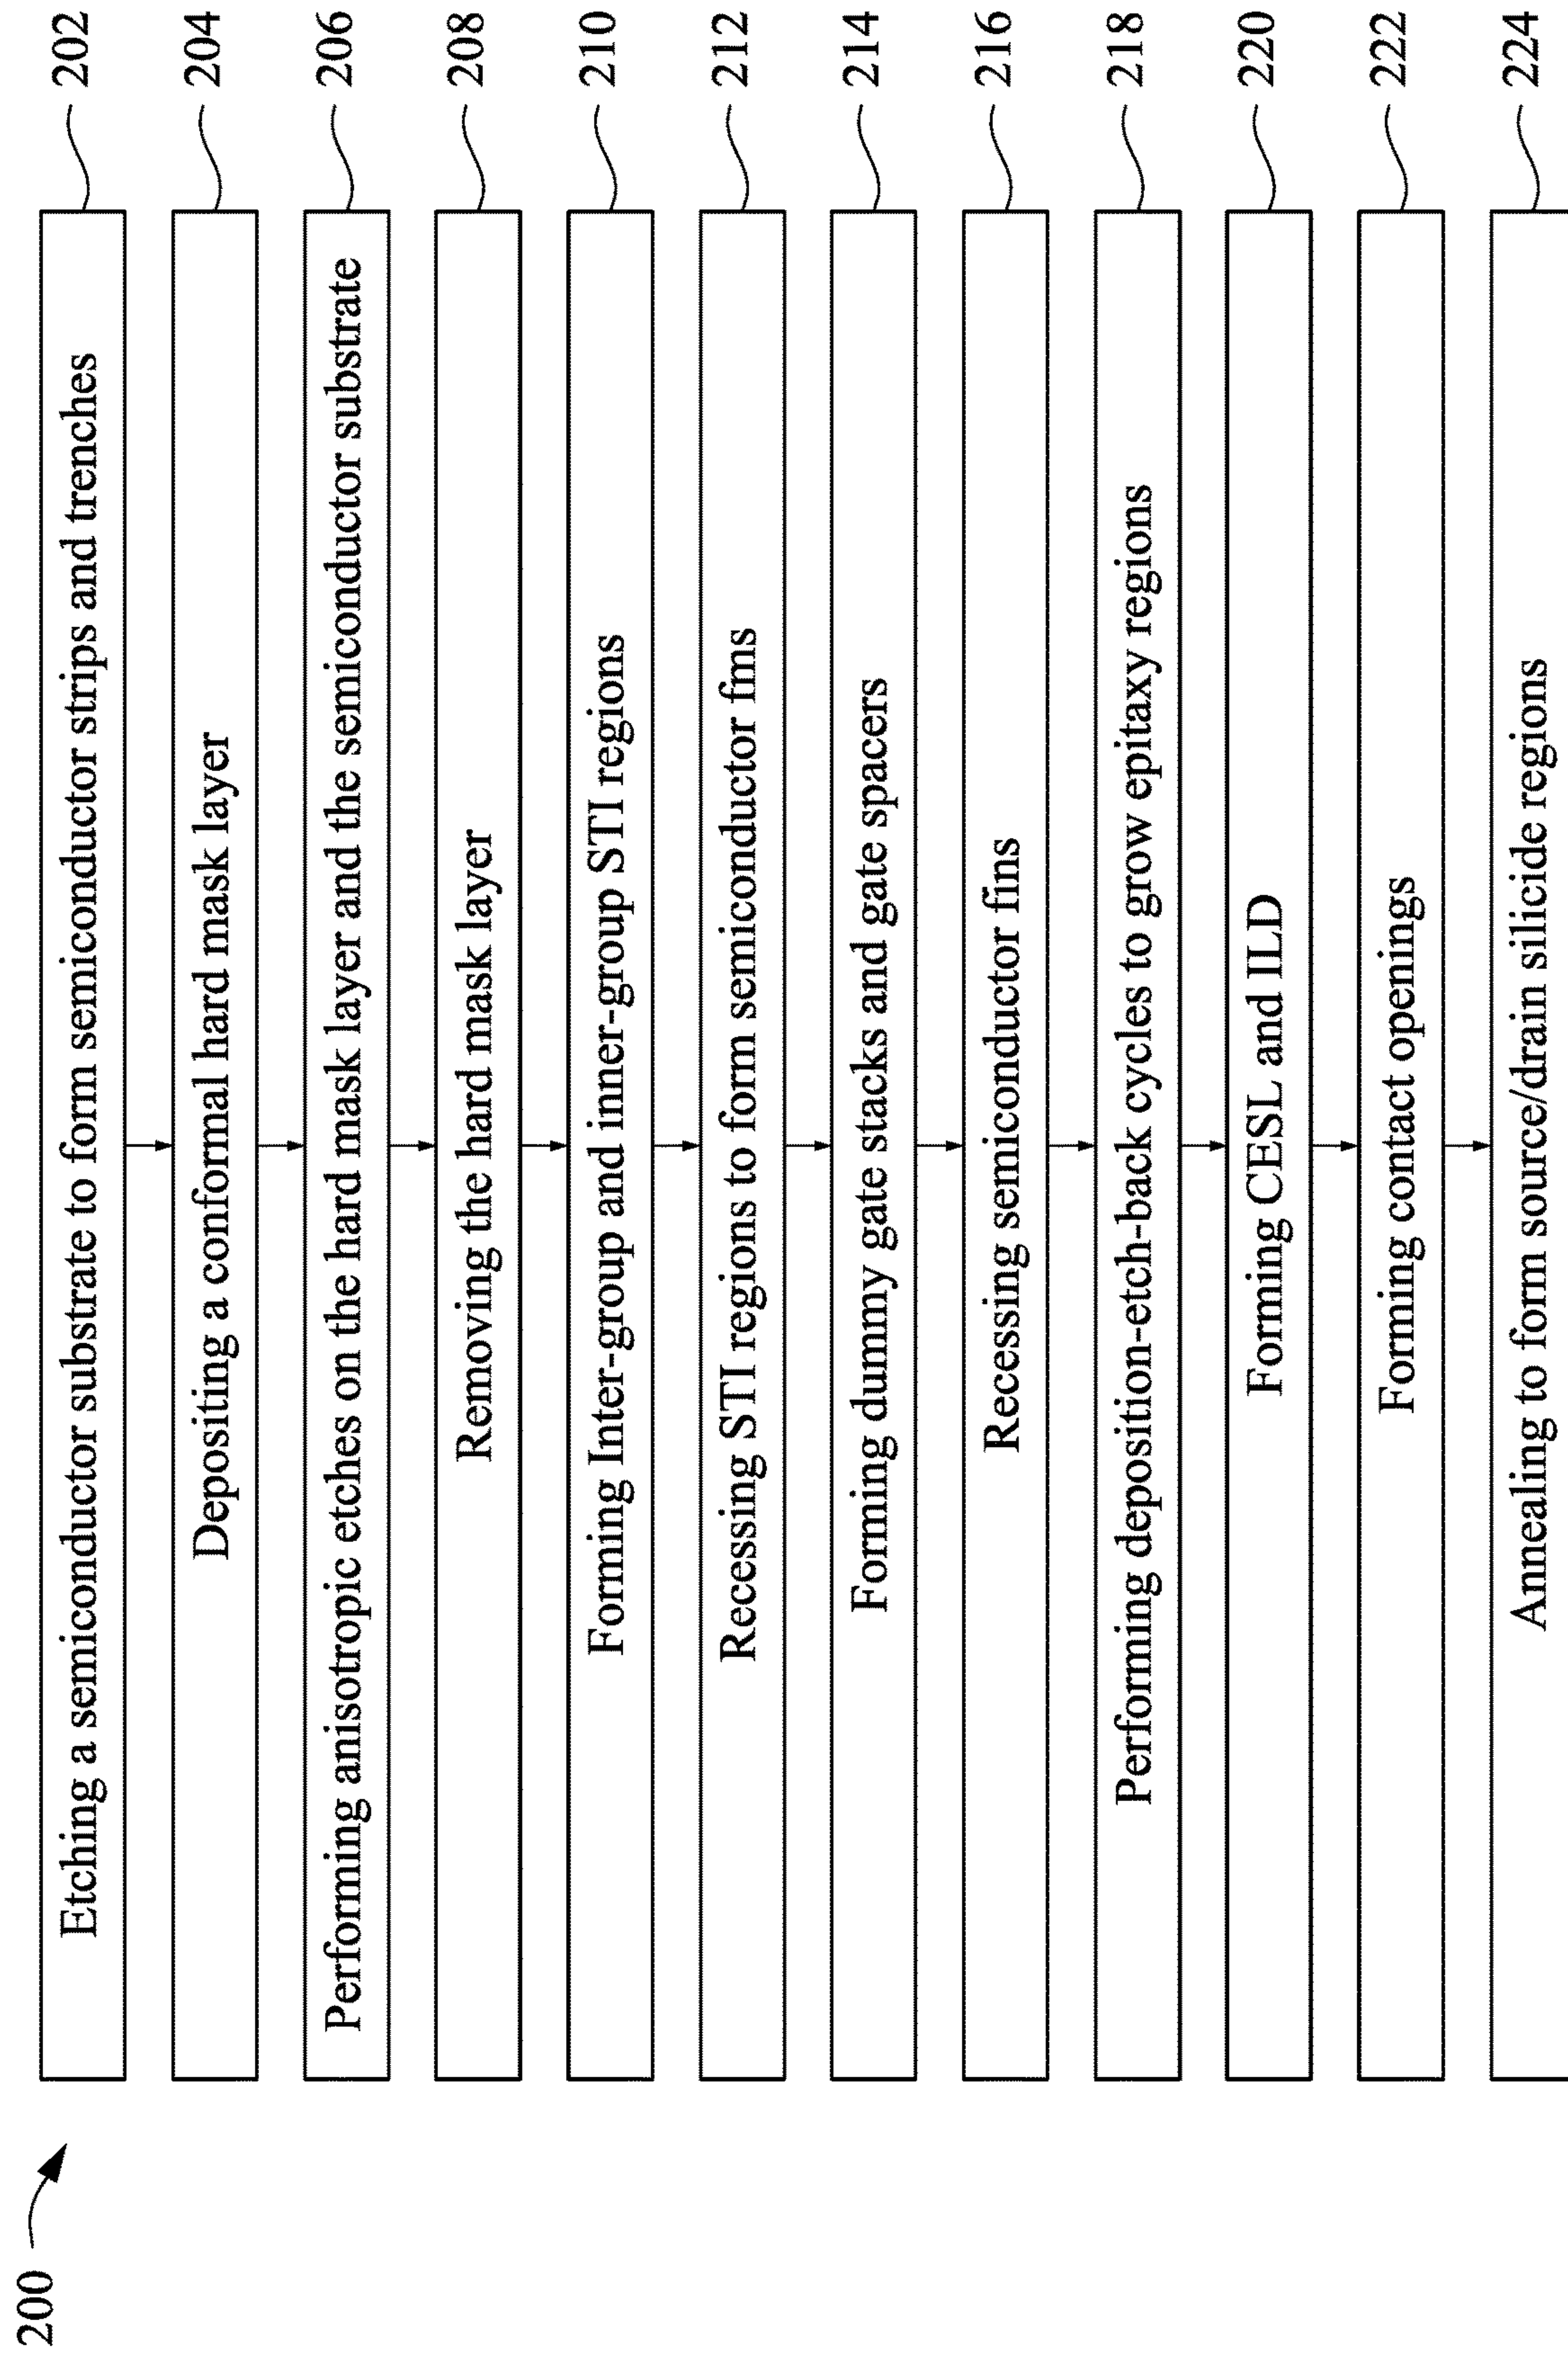 200
Etching a semiconductor substrate to form semiconductor strips and trenches 202
Depositing a conformal hard mask layer 204
Performing anisotropic etches on the hard mask layer and the semiconductor substrate 206
Removing the hard mask layer 208
Forming Inter-group and inner-group STI regions 210
Recessing STI regions to form semiconductor fins 212
Forming dummy gate stacks and gate spacers 214
Recessing semiconductor fins 216
Performing deposition-etch-back cycles to grow epitaxy regions 218
Forming CESL and ILD 220
Forming contact openings 222
Annealing to form source/drain silicide regions 224